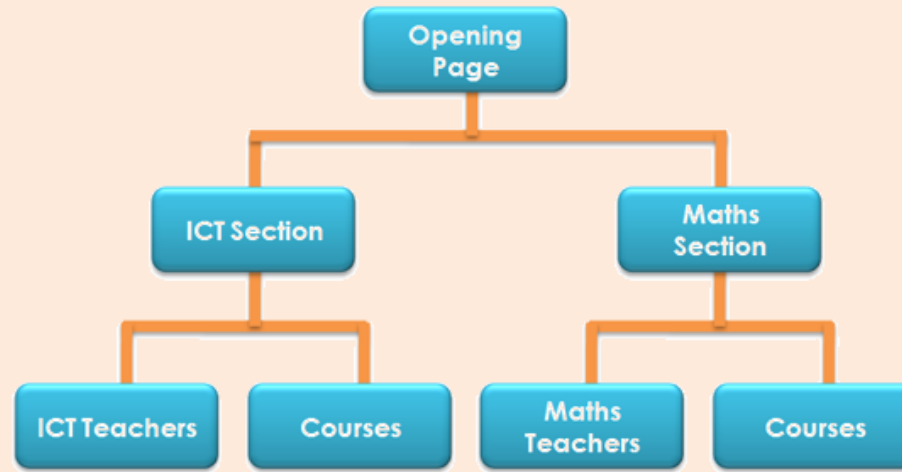 Opening
Page
ICT Section
Maths
Section
ICT Teachers
Courses
Maths
Teachers
Courses